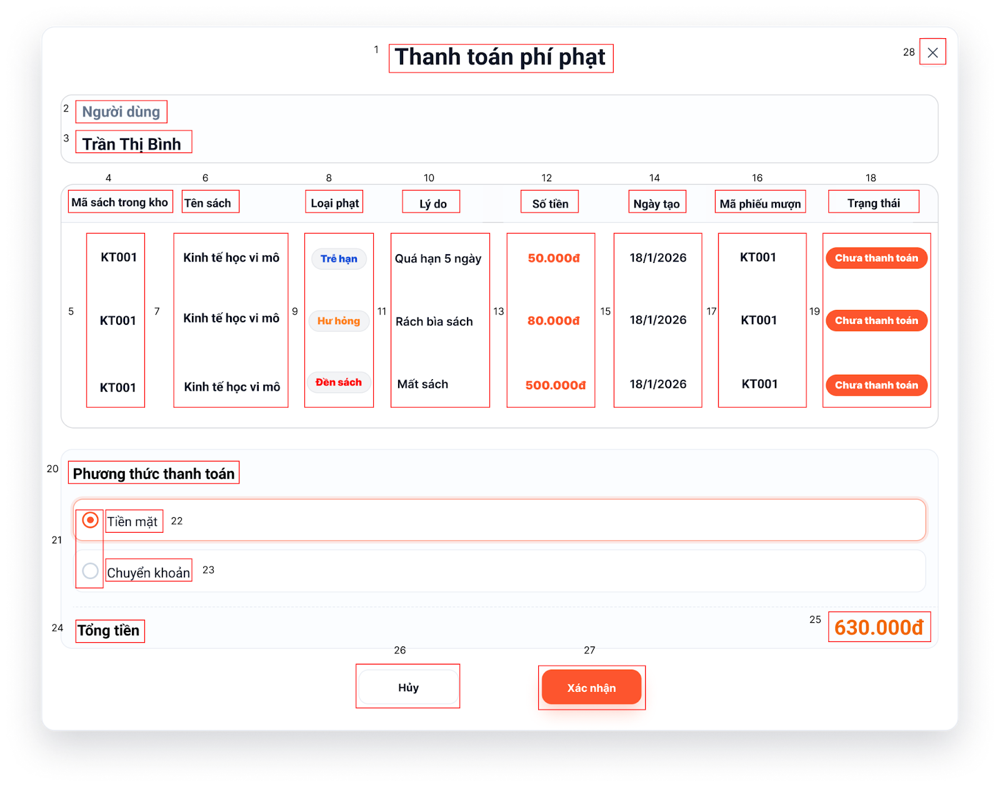 1 Thanh toán phí phạt 28
2 Người dùng
3 Trần Thị Bình
4 6 8 10 12 14 16 18
Mã sách trong kho Tên sách Loại phạt Lý do Số tiền Ngày tạo Mã phiếu mượn Trạng thái
KT001 Kinh tế học vi mô Trễ hạn Quá hạn 5 ngày 50.000đ 18/1/2026 KT001 Chưa thanh toán
5 7 9 11 13 15 17 19
KT001 Kinh tế học vi mô Hư hỏng Rách bìa sách 80.000đ 18/1/2026 KT001 Chưa thanh toán
KT001 Kinh tế học vi mô Đền sách Mất sách 500.000đ 18/1/2026 KT001 Chưa thanh toán
20 Phương thức thanh toán
Tiền mặt 22
21
Chuyển khoản 23
24 Tổng tiền 25 630.000đ
26 27
Hủy Xác nhận